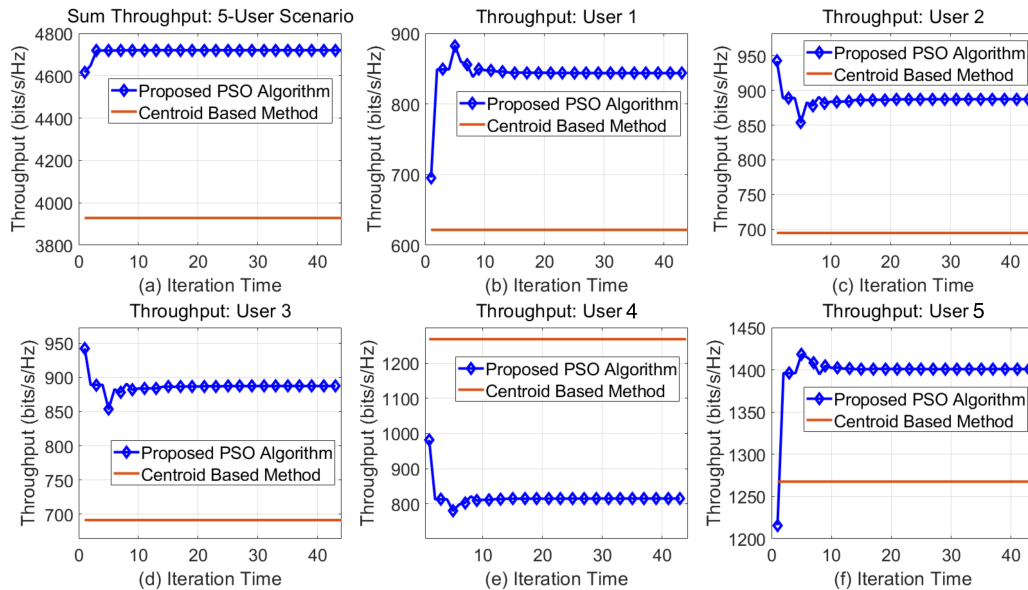 Sum Throughput: 5-User Scenario
Throughput (bits/s/Hz)
4800
4600
4400
4200
4000
3800
Proposed PSO Algorithm
Centroid Based Method
0 10 20 30 40
(a) Iteration Time
Throughput: User 1
Throughput (bits/s/Hz)
900
800
700
600
Proposed PSO Algorithm
Centroid Based Method
0 10 20 30 40
(b) Iteration Time
Throughput: User 2
Throughput (bits/s/Hz)
950
900
850
800
750
700
Proposed PSO Algorithm
Centroid Based Method
10 20 30 40
(c) Iteration Time
Throughput: User 3
Throughput (bits/s/Hz)
950
900
850
800
750
700
Proposed PSO Algorithm
Centroid Based Method
0 10 20 30 40
(d) Iteration Time
Throughput: User 4
Throughput (bits/s/Hz)
1200
1100
1000
900
800
Proposed PSO Algorithm
Centroid Based Method
10 20 30 40
(e) Iteration Time
Throughput: User 5
Throughput (bits/s/Hz)
1450
1400
1350
1300
1250
1200
Proposed PSO Algorithm
Centroid Based Method
0 10 20 30 40
(f) Iteration Time